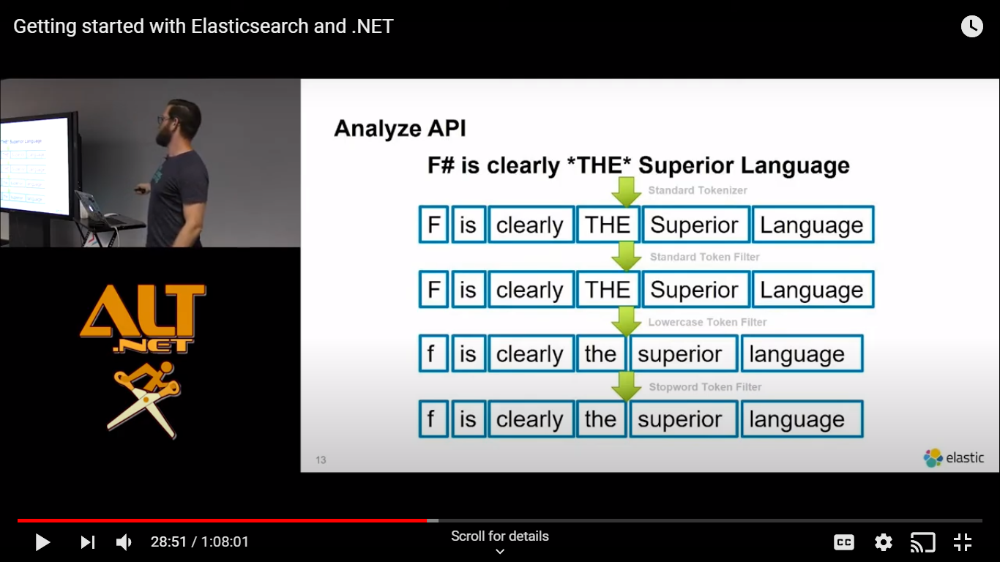 Getting started with Elasticsearch and .NET
Analyze API
F# is clearly *THE* Superior Language
Standard Tokenizer
F is clearly THE Superior Language
Standard Token Filter
F is clearly THE Superior Language
Lowercase Token Filter
f is clearly the superior language
Stopword Token Filter
f is clearly the superior language
13
elastic
ALT
.NET
28:51 / 1:08:01
Scroll for details
CC